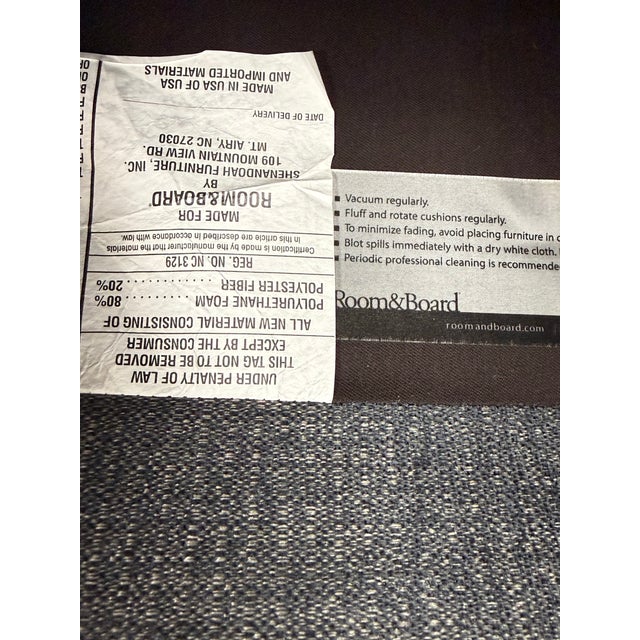 UNDER PENALTY OF LAW
THIS TAG NOT TO BE REMOVED
EXCEPT BY THE CONSUMER
ALL NEW MATERIAL CONSISTING OF
POLYURETHANE FOAM ........ 80%
POLYESTER FIBER ........... 20%
REG. NO. NC 3129
Certification is made by the manufacturer that the materials
in this article are described in accordance with law.
MADE FOR
ROOM&BOARD
BY
SHENANDOAH FURNITURE, INC.
109 MOUNTAIN VIEW RD.
MT. AIRY, NC 27030
DATE OF DELIVERY
MADE IN USA OF USA
AND IMPORTED MATERIALS
▪ Vacuum regularly.
▪ Fluff and rotate cushions regularly.
▪ To minimize fading, avoid placing furniture in
▪ Blot spills immediately with a dry white cloth.
▪ Periodic professional cleaning is recommende
Room&Board
roomandboard.com